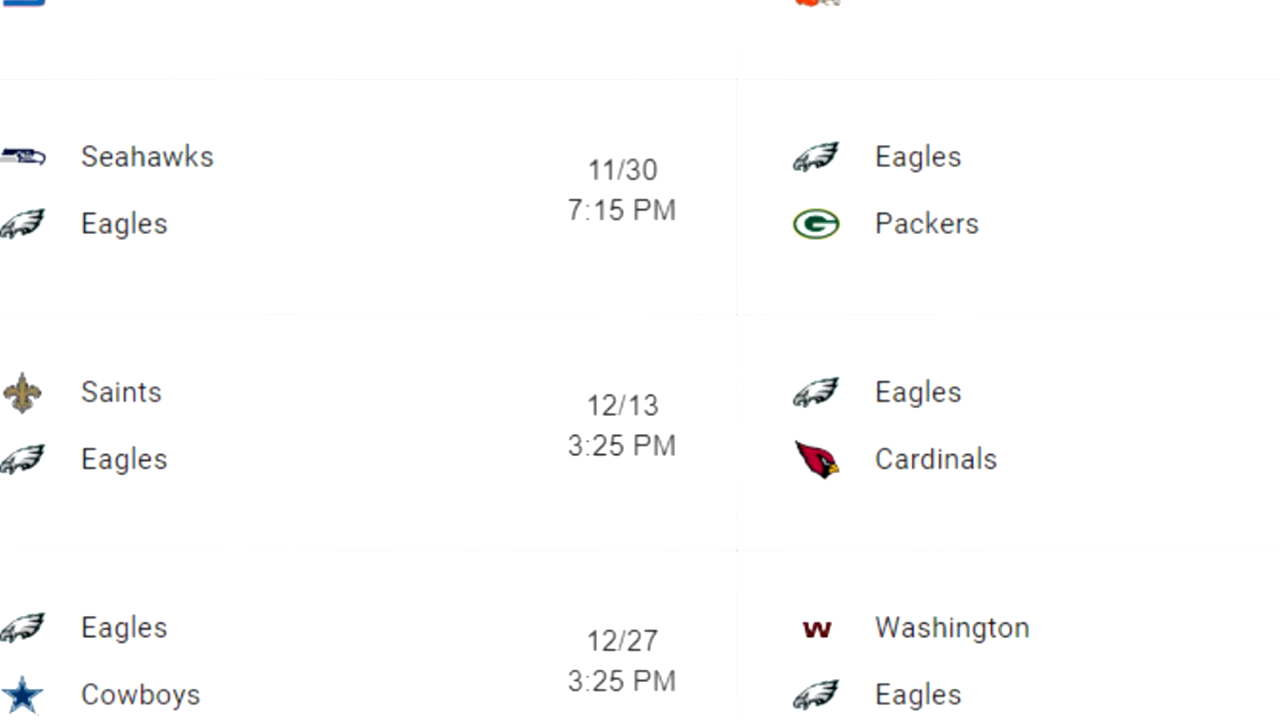 Seahawks
Eagles
11/30
7:15 PM
Eagles
Packers
Saints
Eagles
12/13
3:25 PM
Eagles
Cardinals
Eagles
Cowboys
12/27
3:25 PM
W Washington
Eagles